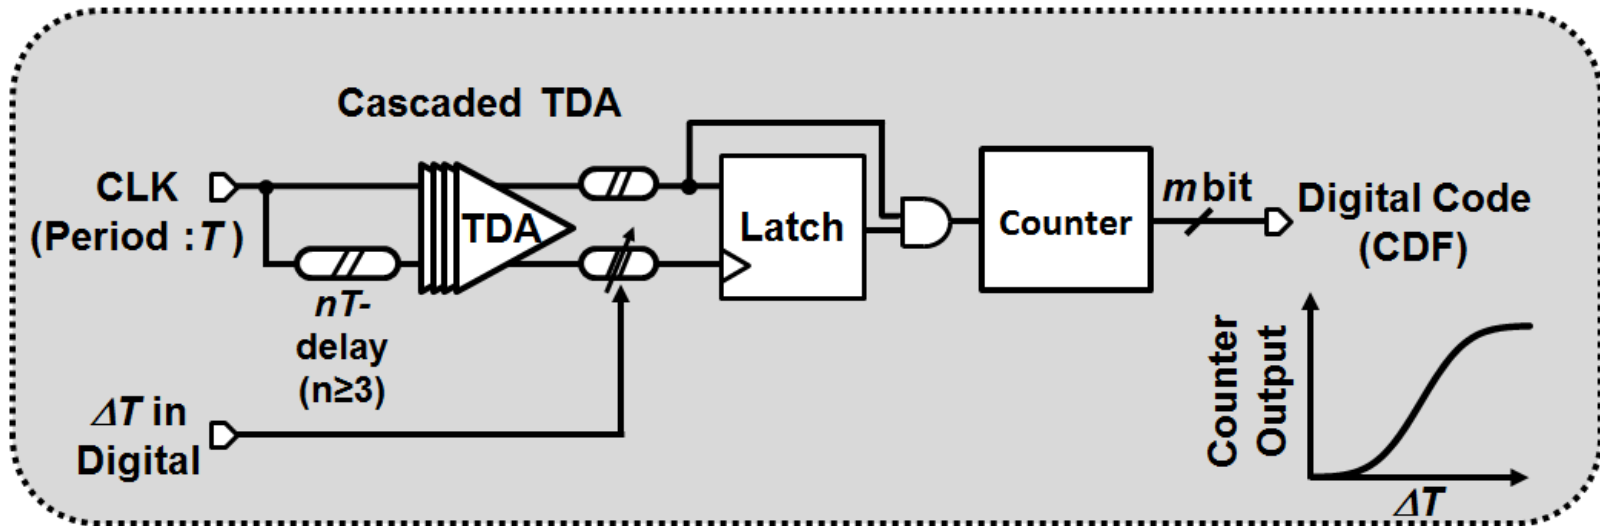 Cascaded TDA
CLK
(Period : T )
TDA
Latch
Counter
m bit
Digital Code
(CDF)
nT-
delay
(n≥3)
ΔT in
Digital
Counter
Output
ΔT